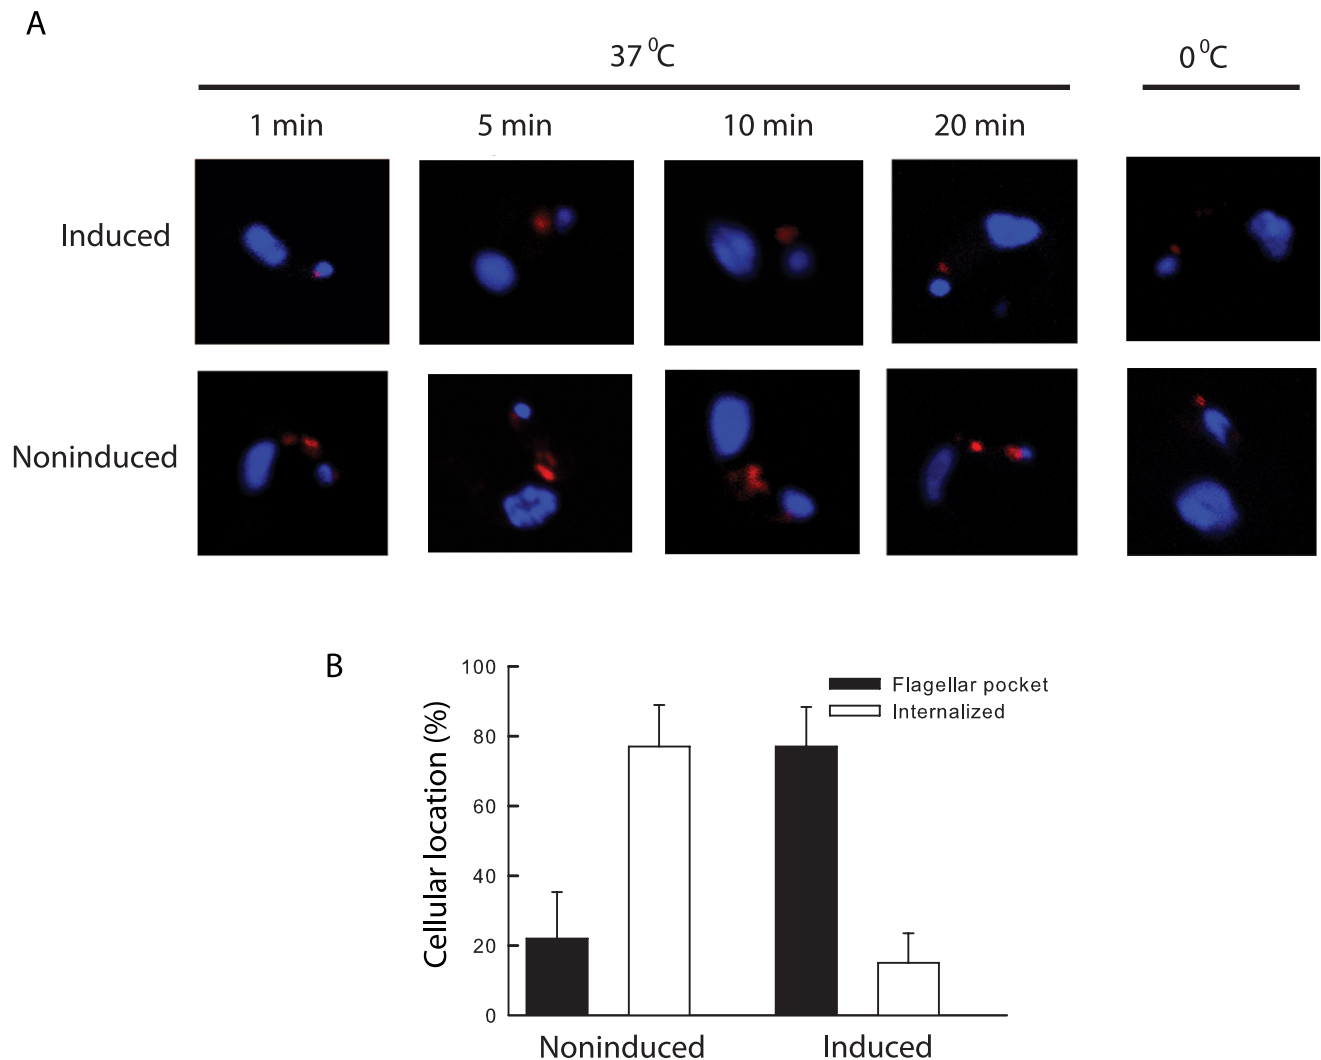 A
37 ⁰C
0 ⁰C
1 min
5 min
10 min
20 min
Induced
Noninduced
B
100
80
60
40
20
0
Cellular location (%)
Flagellar pocket
Internalized
Noninduced
Induced